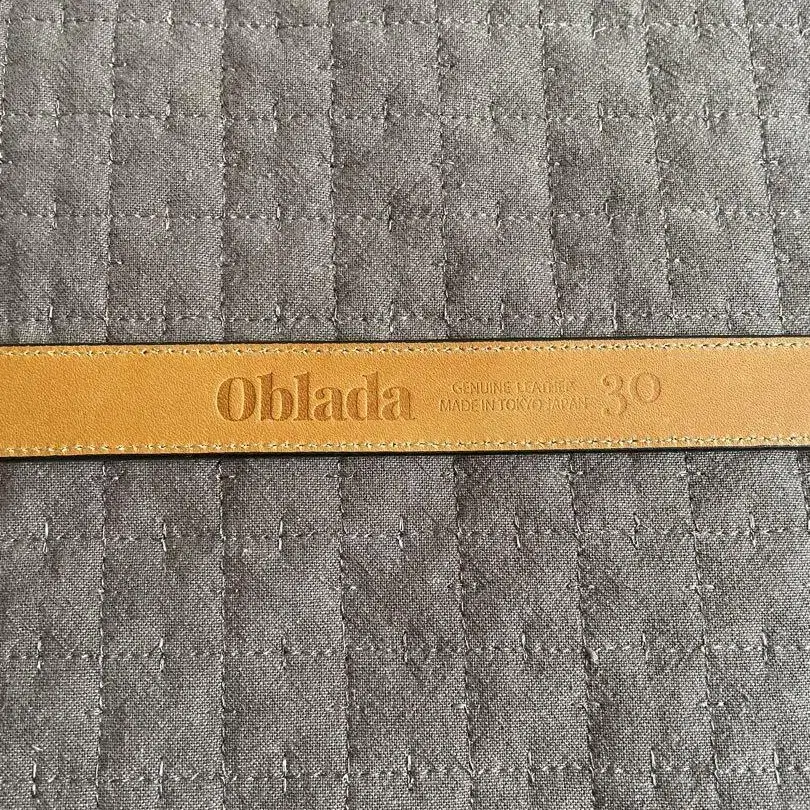 Oblada
GENUINE LEATHER
MADE IN TOKYO JAPAN
30